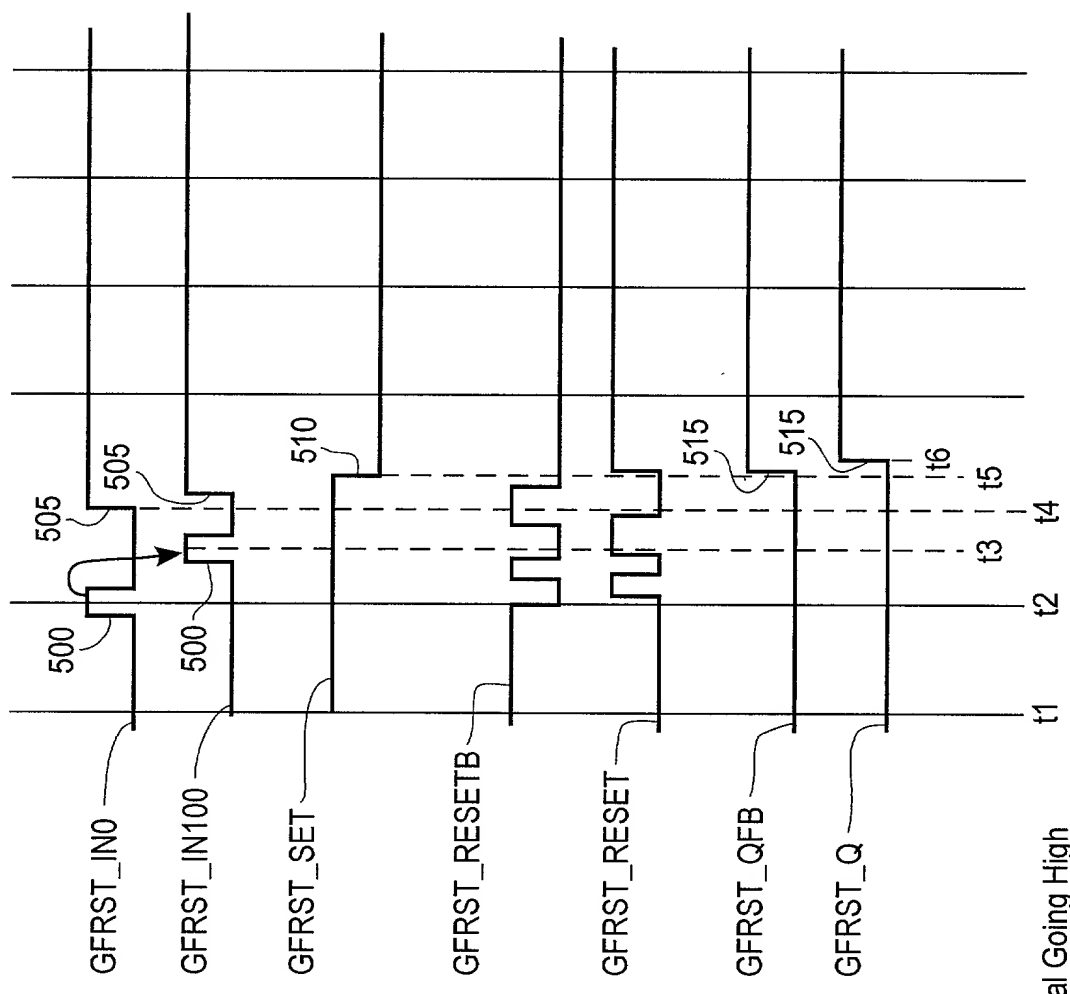 GFRST_IN0
500
505
GFRST_IN100
500
505
GFRST_SET
510
GFRST_RESETB
GFRST_RESET
GFRST_QFB
515
GFRST_Q
515
t1
t2
t3
t4
t5
t6
al Going High